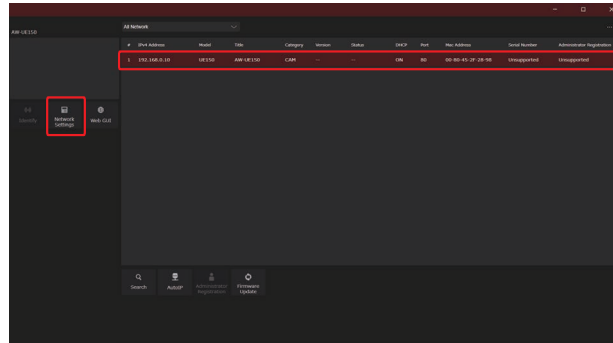 AW-UE150
All Network
# IPv4 Address Model Title Category Version Status DHCP Port Mac Address Serial Number Administrator Registration
1 192.168.0.10 UE150 AW-UE150 CAM -- -- ON 80 00-80-45-2F-28-98 Unsupported Unsupported
Identify
Network
Settings
Web GUI
Search
AutoIP
Administrator
Registration
Firmware
Update